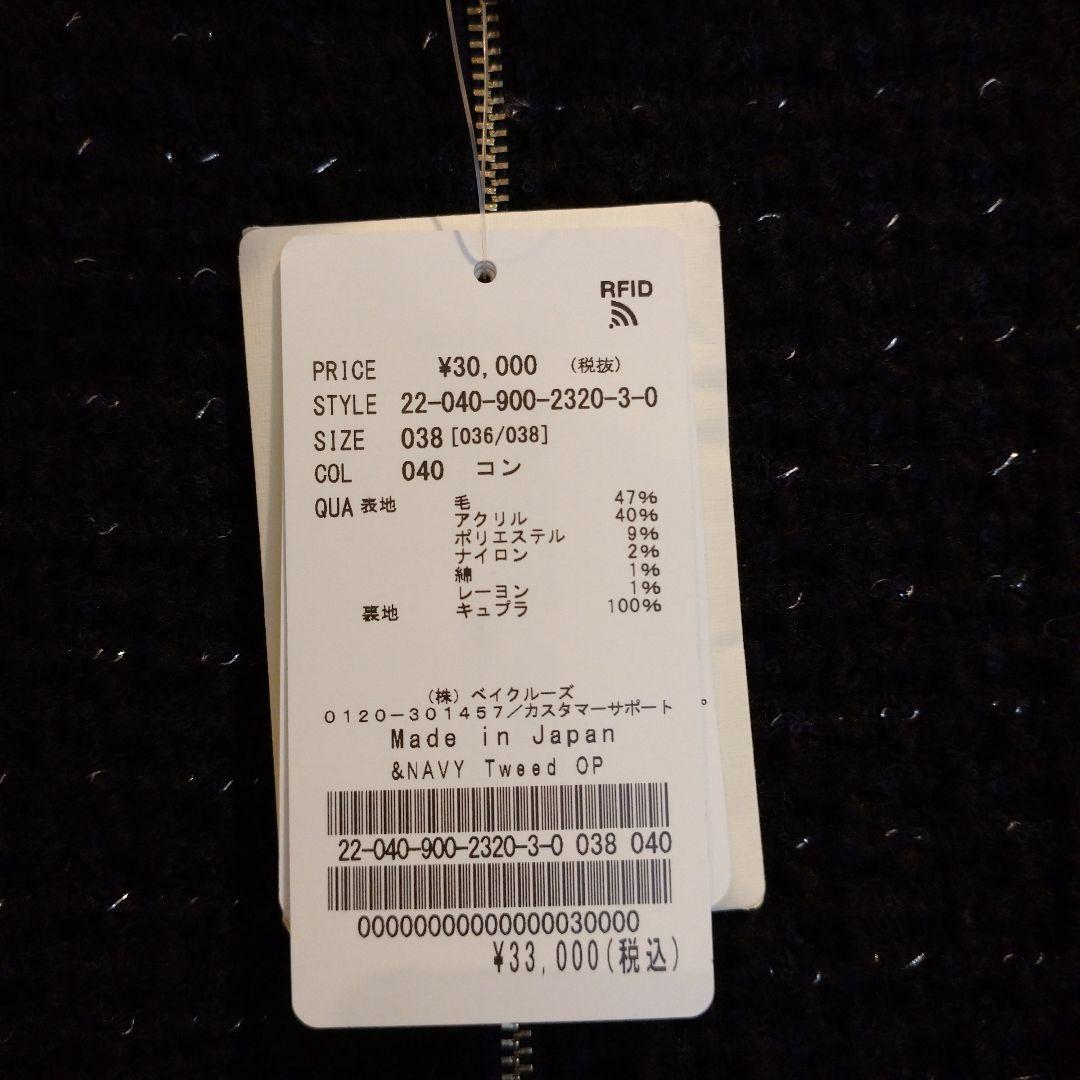 RFID
PRICE ¥30,000 (税抜)
STYLE 22-040-900-2320-3-0
SIZE 038 [036/038]
COL 040 コン
QUA 表地 毛 47%
アクリル 40%
ポリエステル 9%
ナイロン 2%
綿 1%
レーヨン 1%
裏地 キュプラ 100%
(株) ベイクルーズ
0120-301457/カスタマーサポート
Made in Japan
&NAVY Tweed OP
22-040-900-2320-3-0 038 040
00000000000000030000
¥33,000(税込)